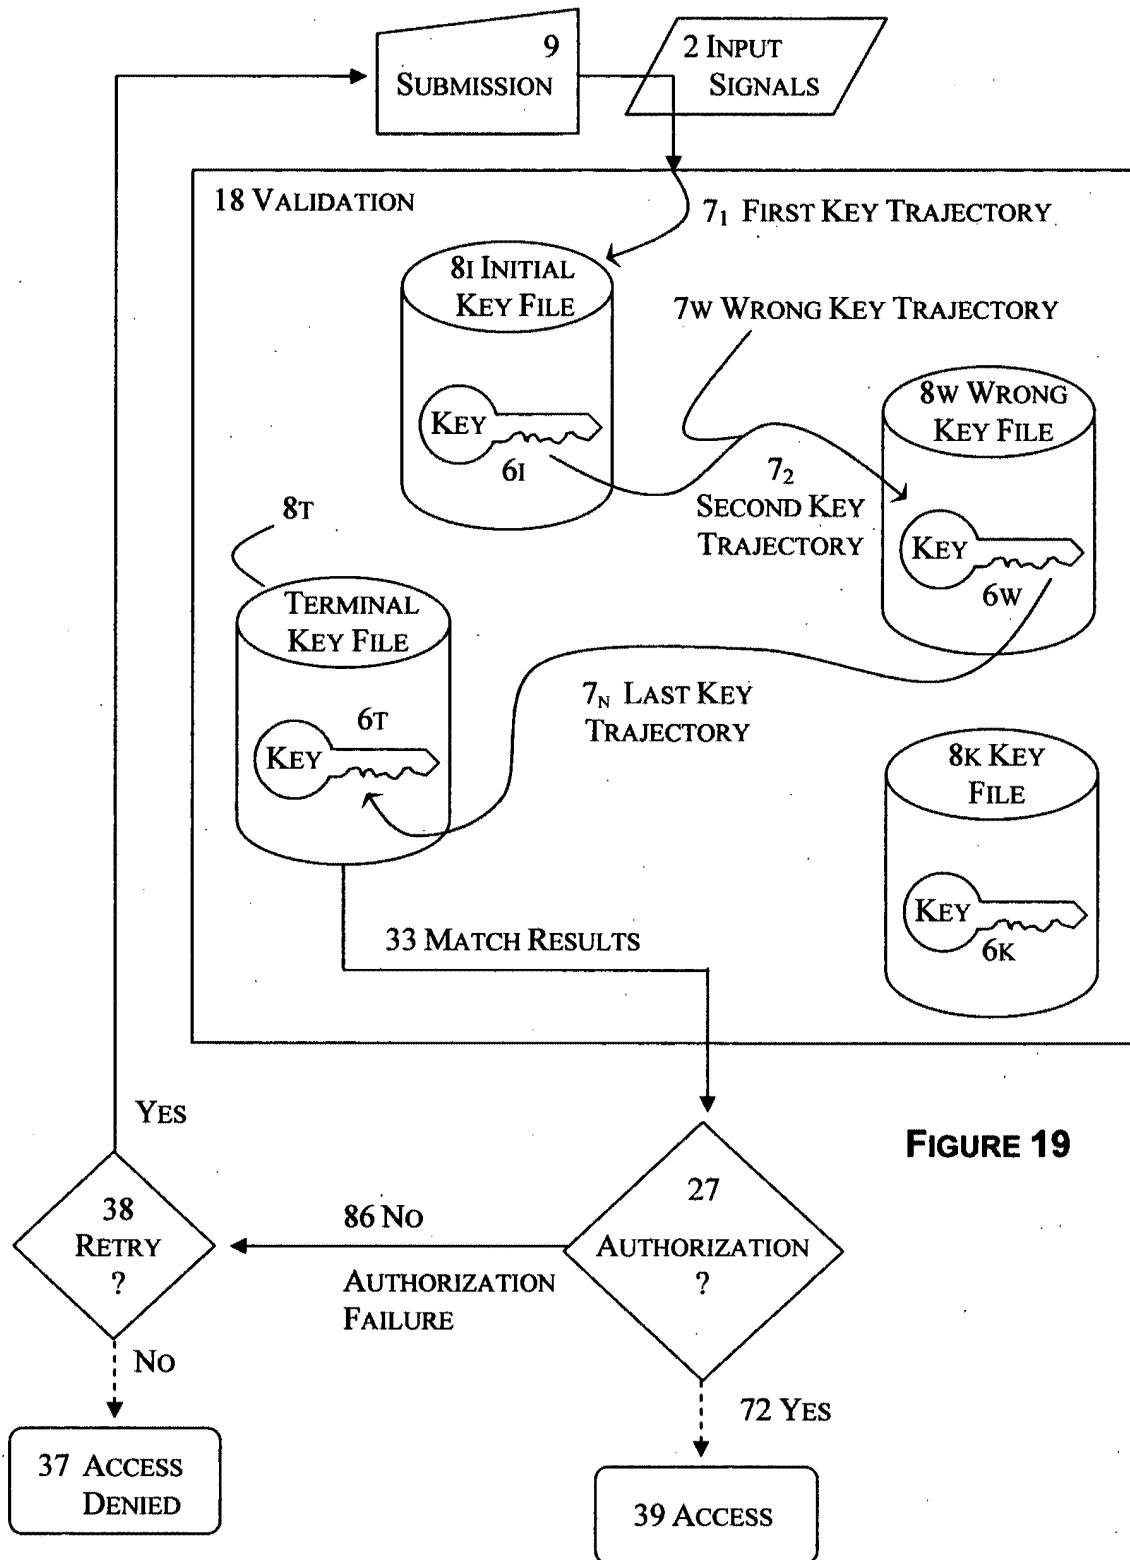 9
SUBMISSION
2 INPUT
SIGNALS
18 VALIDATION
7₁ FIRST KEY TRAJECTORY
8I INITIAL
KEY FILE
7W WRONG KEY TRAJECTORY
8W WRONG
KEY FILE
KEY
6I
7₂
SECOND KEY
TRAJECTORY
8T
KEY
6W
TERMINAL
KEY FILE
7N LAST KEY
TRAJECTORY
6T
KEY
8K KEY
FILE
KEY
6K
33 MATCH RESULTS
YES
FIGURE 19
38
RETRY
?
86 NO
AUTHORIZATION
FAILURE
27
AUTHORIZATION
?
NO
72 YES
37 ACCESS
DENIED
39 ACCESS